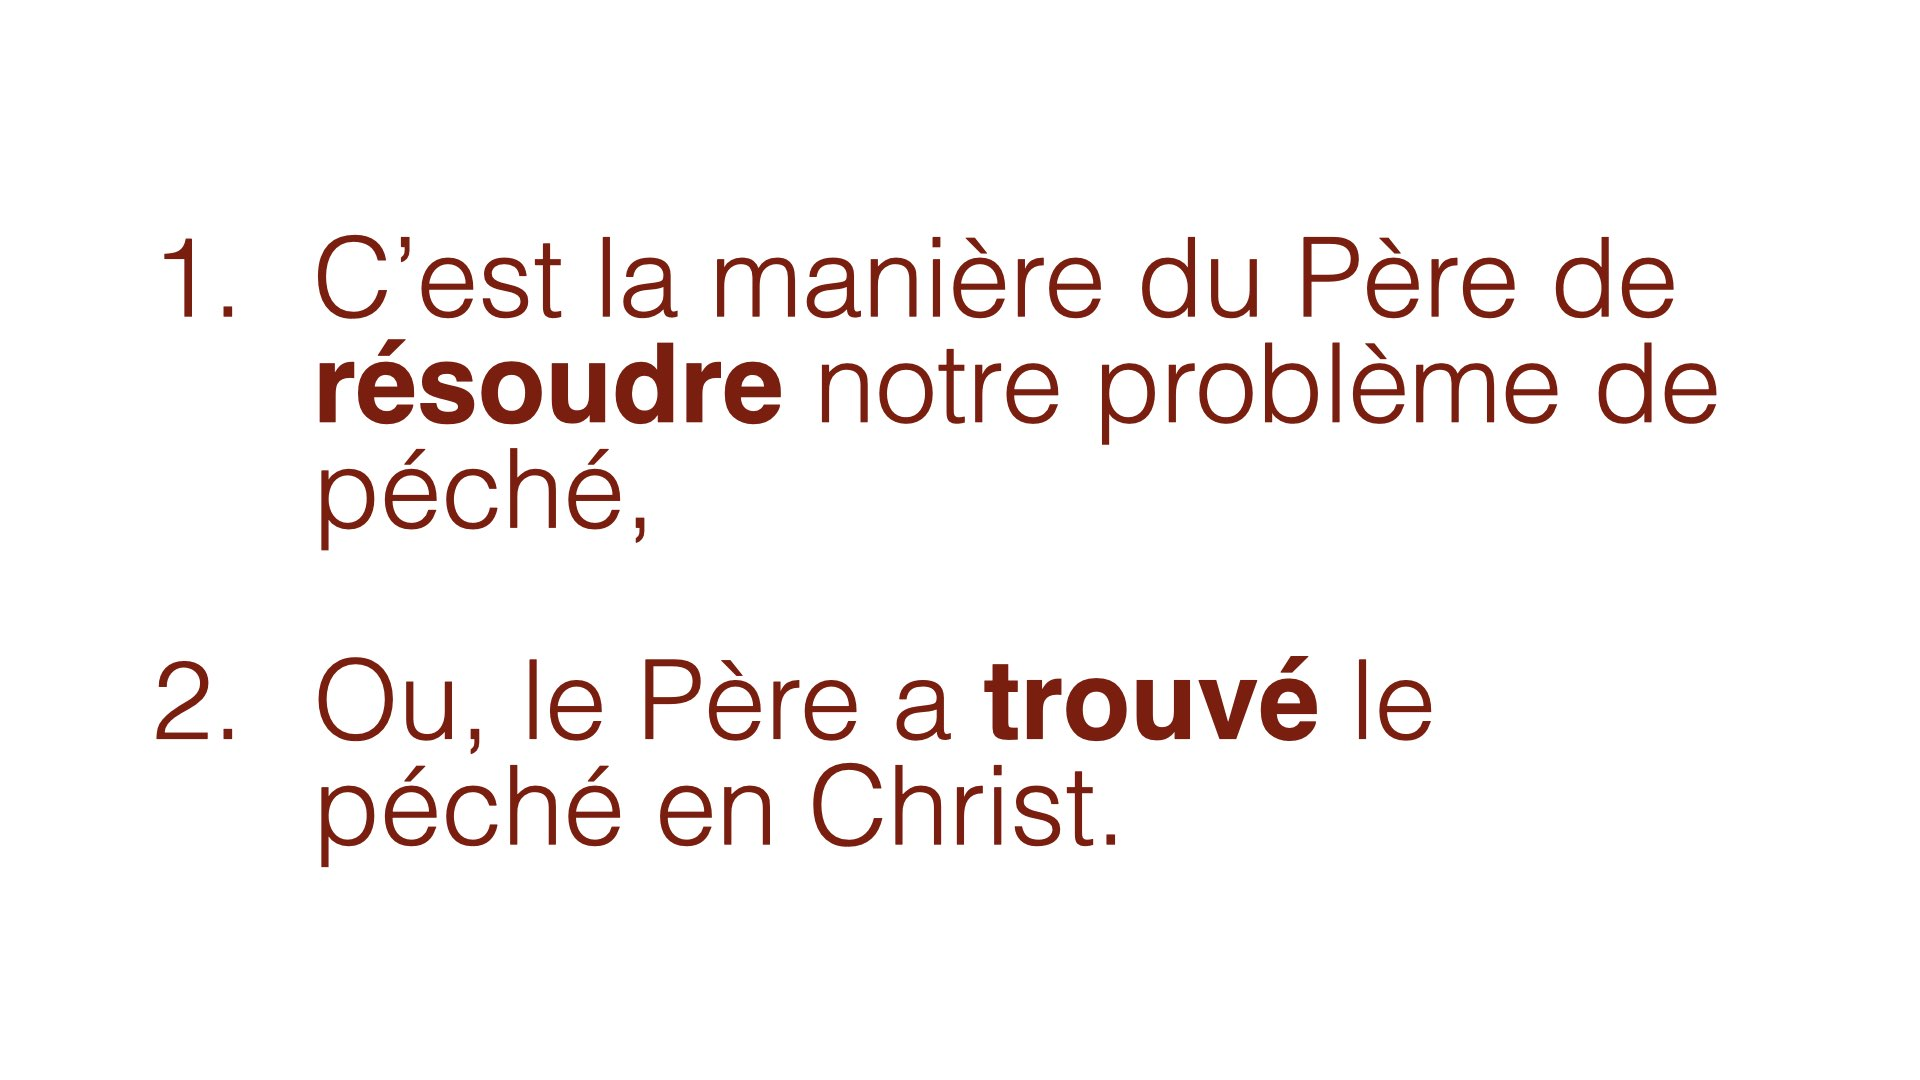 1. C’est la manière du Père de
résoudre notre problème de
péché,
2. Ou, le Père a trouvé le
péché en Christ.